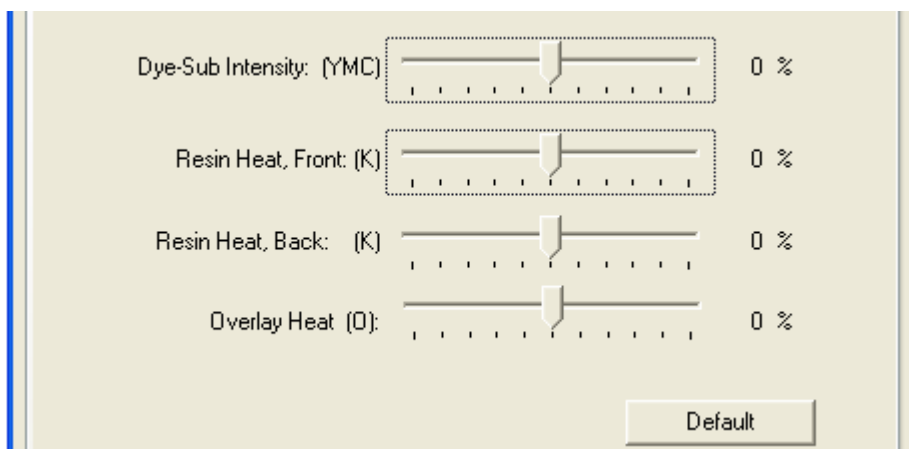 Dye-Sub Intensity: (YMC) 0 %
Resin Heat, Front: (K) 0 %
Resin Heat, Back: (K) 0 %
Overlay Heat (O): 0 %
Default